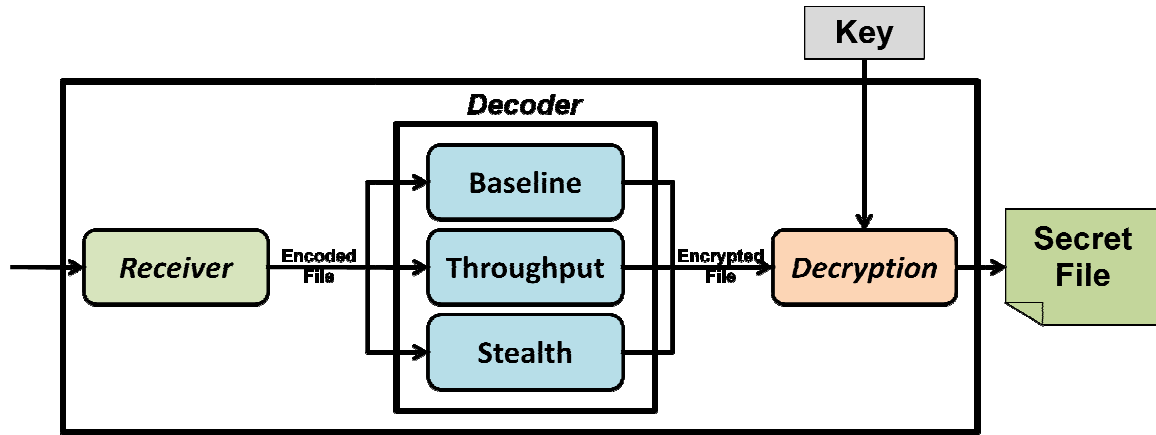 Key
Decoder
Baseline
Receiver
Encoded
File
Throughput
Encrypted
File
Decryption
Secret
File
Stealth